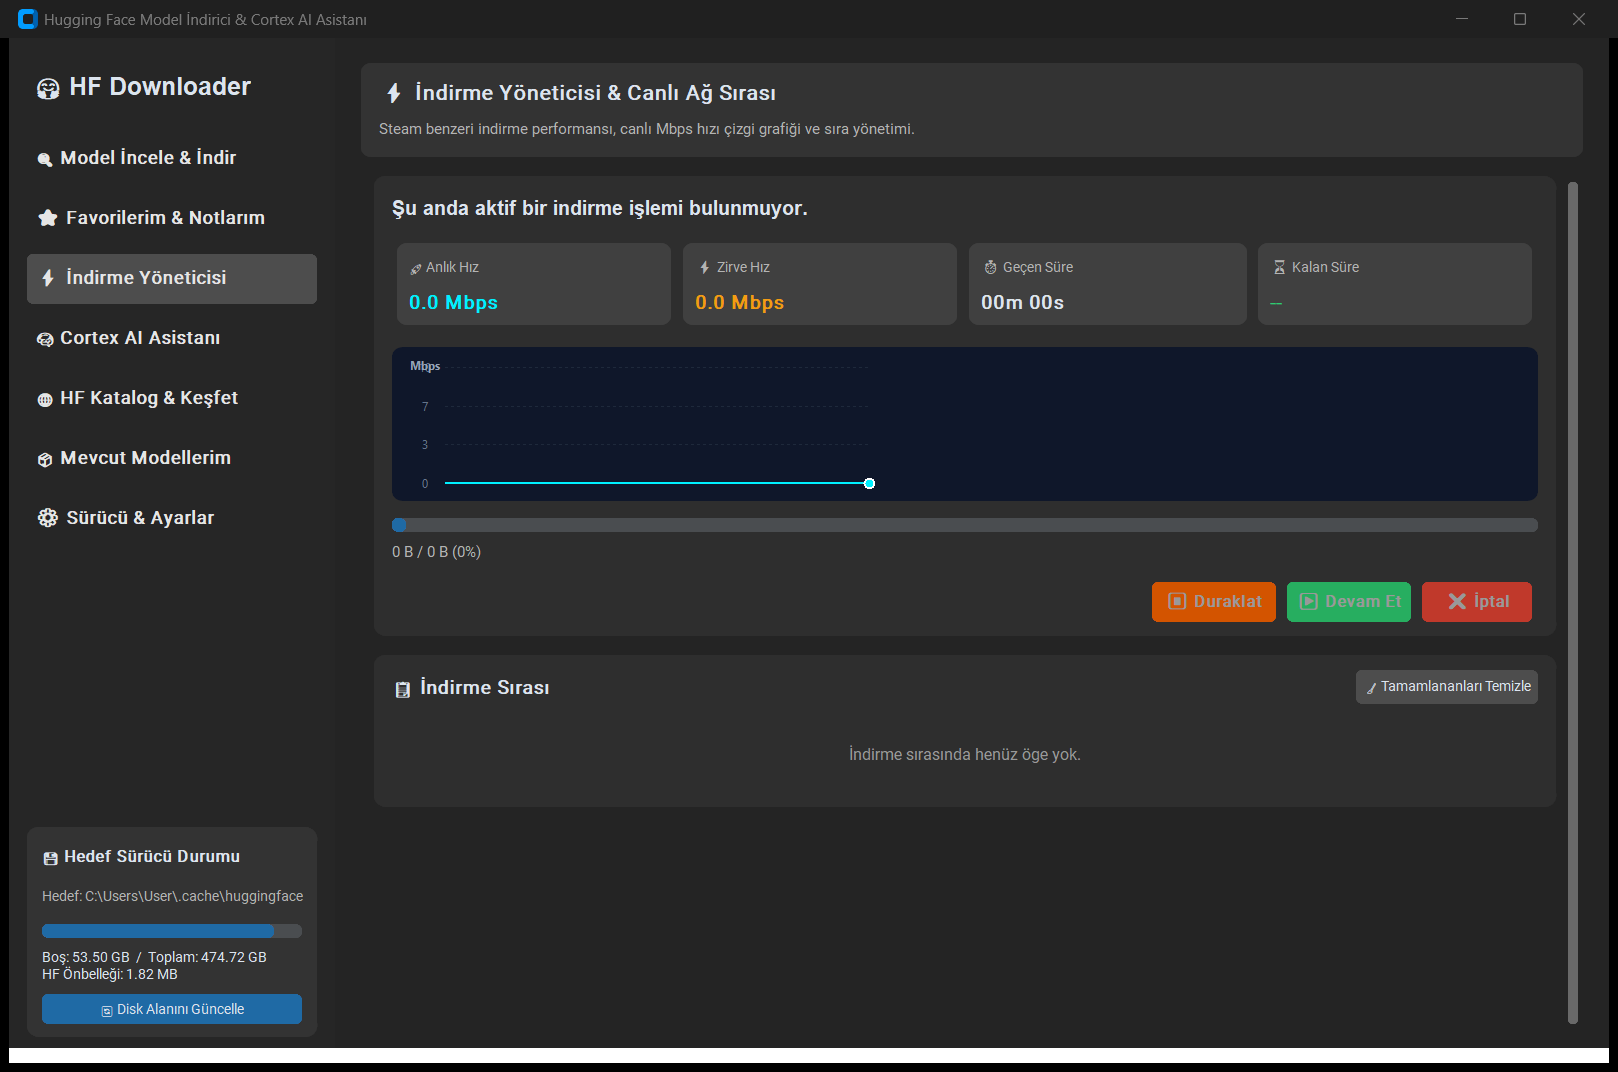 Hugging Face Model İndirici & Cortex AI Asistanı
HF Downloader
Model İncele & İndir
Favorilerim & Notlarım
İndirme Yöneticisi
Cortex AI Asistanı
HF Katalog & Keşfet
Mevcut Modellerim
Sürücü & Ayarlar
Hedef Sürücü Durumu
Hedef: C:\Users\User\.cache\huggingface
Boş: 53.50 GB / Toplam: 474.72 GB
HF Önbelleği: 1.82 MB
Disk Alanını Güncelle
İndirme Yöneticisi & Canlı Ağ Sırası
Steam benzeri indirme performansı, canlı Mbps hızı çizgi grafiği ve sıra yönetimi.
Şu anda aktif bir indirme işlemi bulunmuyor.
Anlık Hız
0.0 Mbps
Zirve Hız
0.0 Mbps
Geçen Süre
00m 00s
Kalan Süre
—
Mbps
7
3
0
0 B / 0 B (0%)
Duraklat
Devam Et
İptal
İndirme Sırası
Tamamlananları Temizle
İndirme sırasında henüz öge yok.